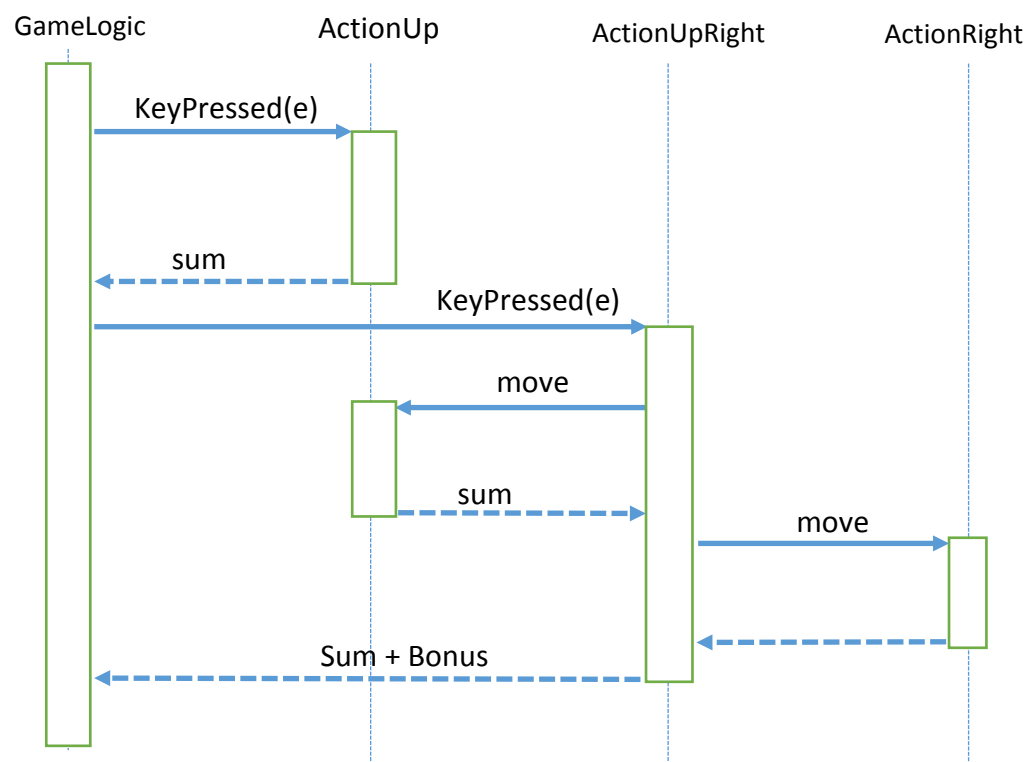 GameLogic
ActionUp
ActionUpRight
ActionRight
KeyPressed(e)
sum
KeyPressed(e)
move
sum
move
Sum + Bonus